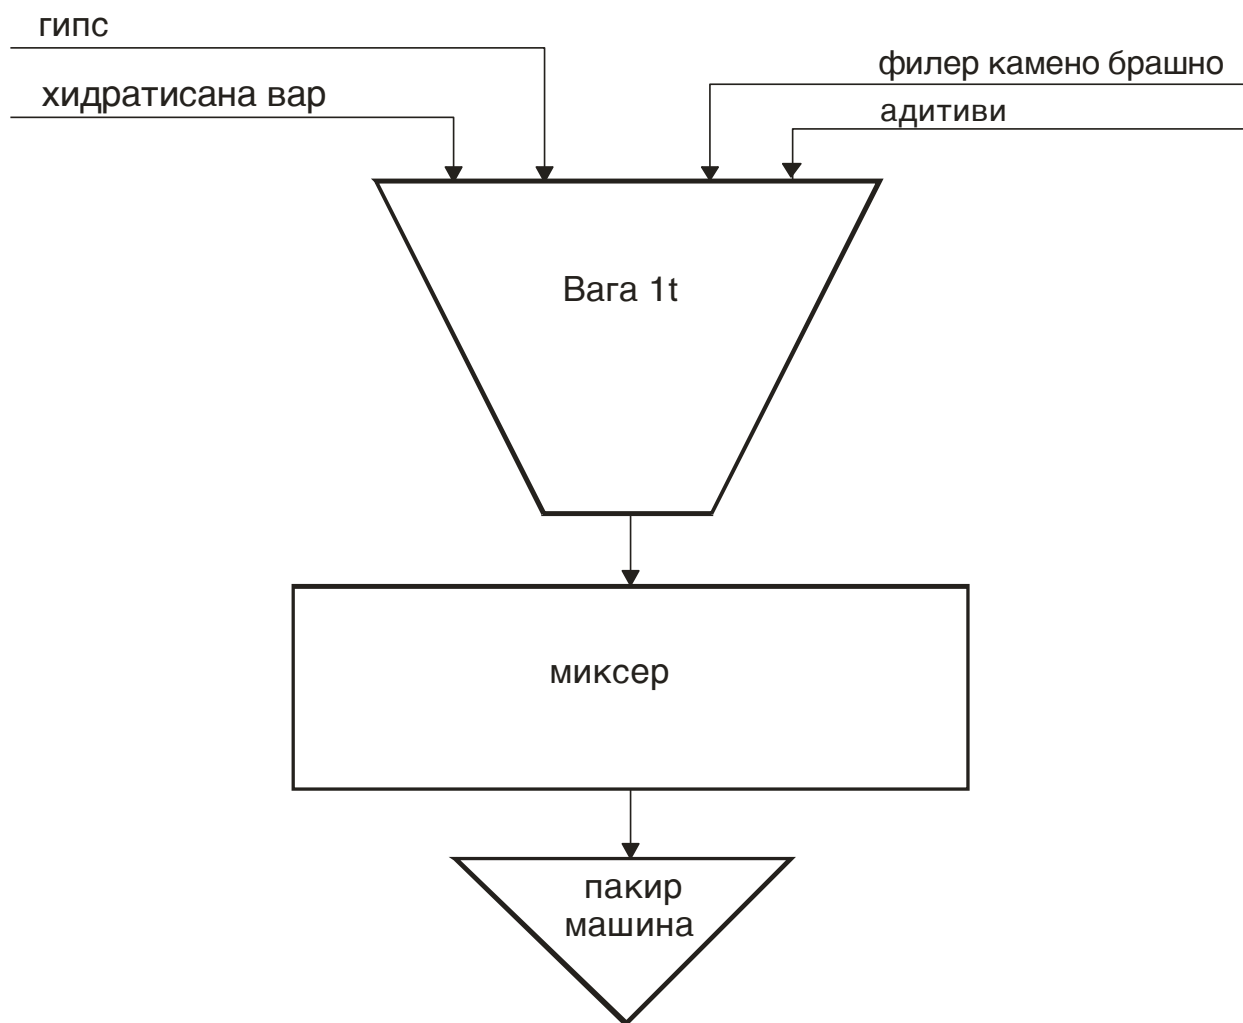 гипс
филер камено брашно
хидратисана вар
адитиви
Вага 1t
миксер
пакир
машина